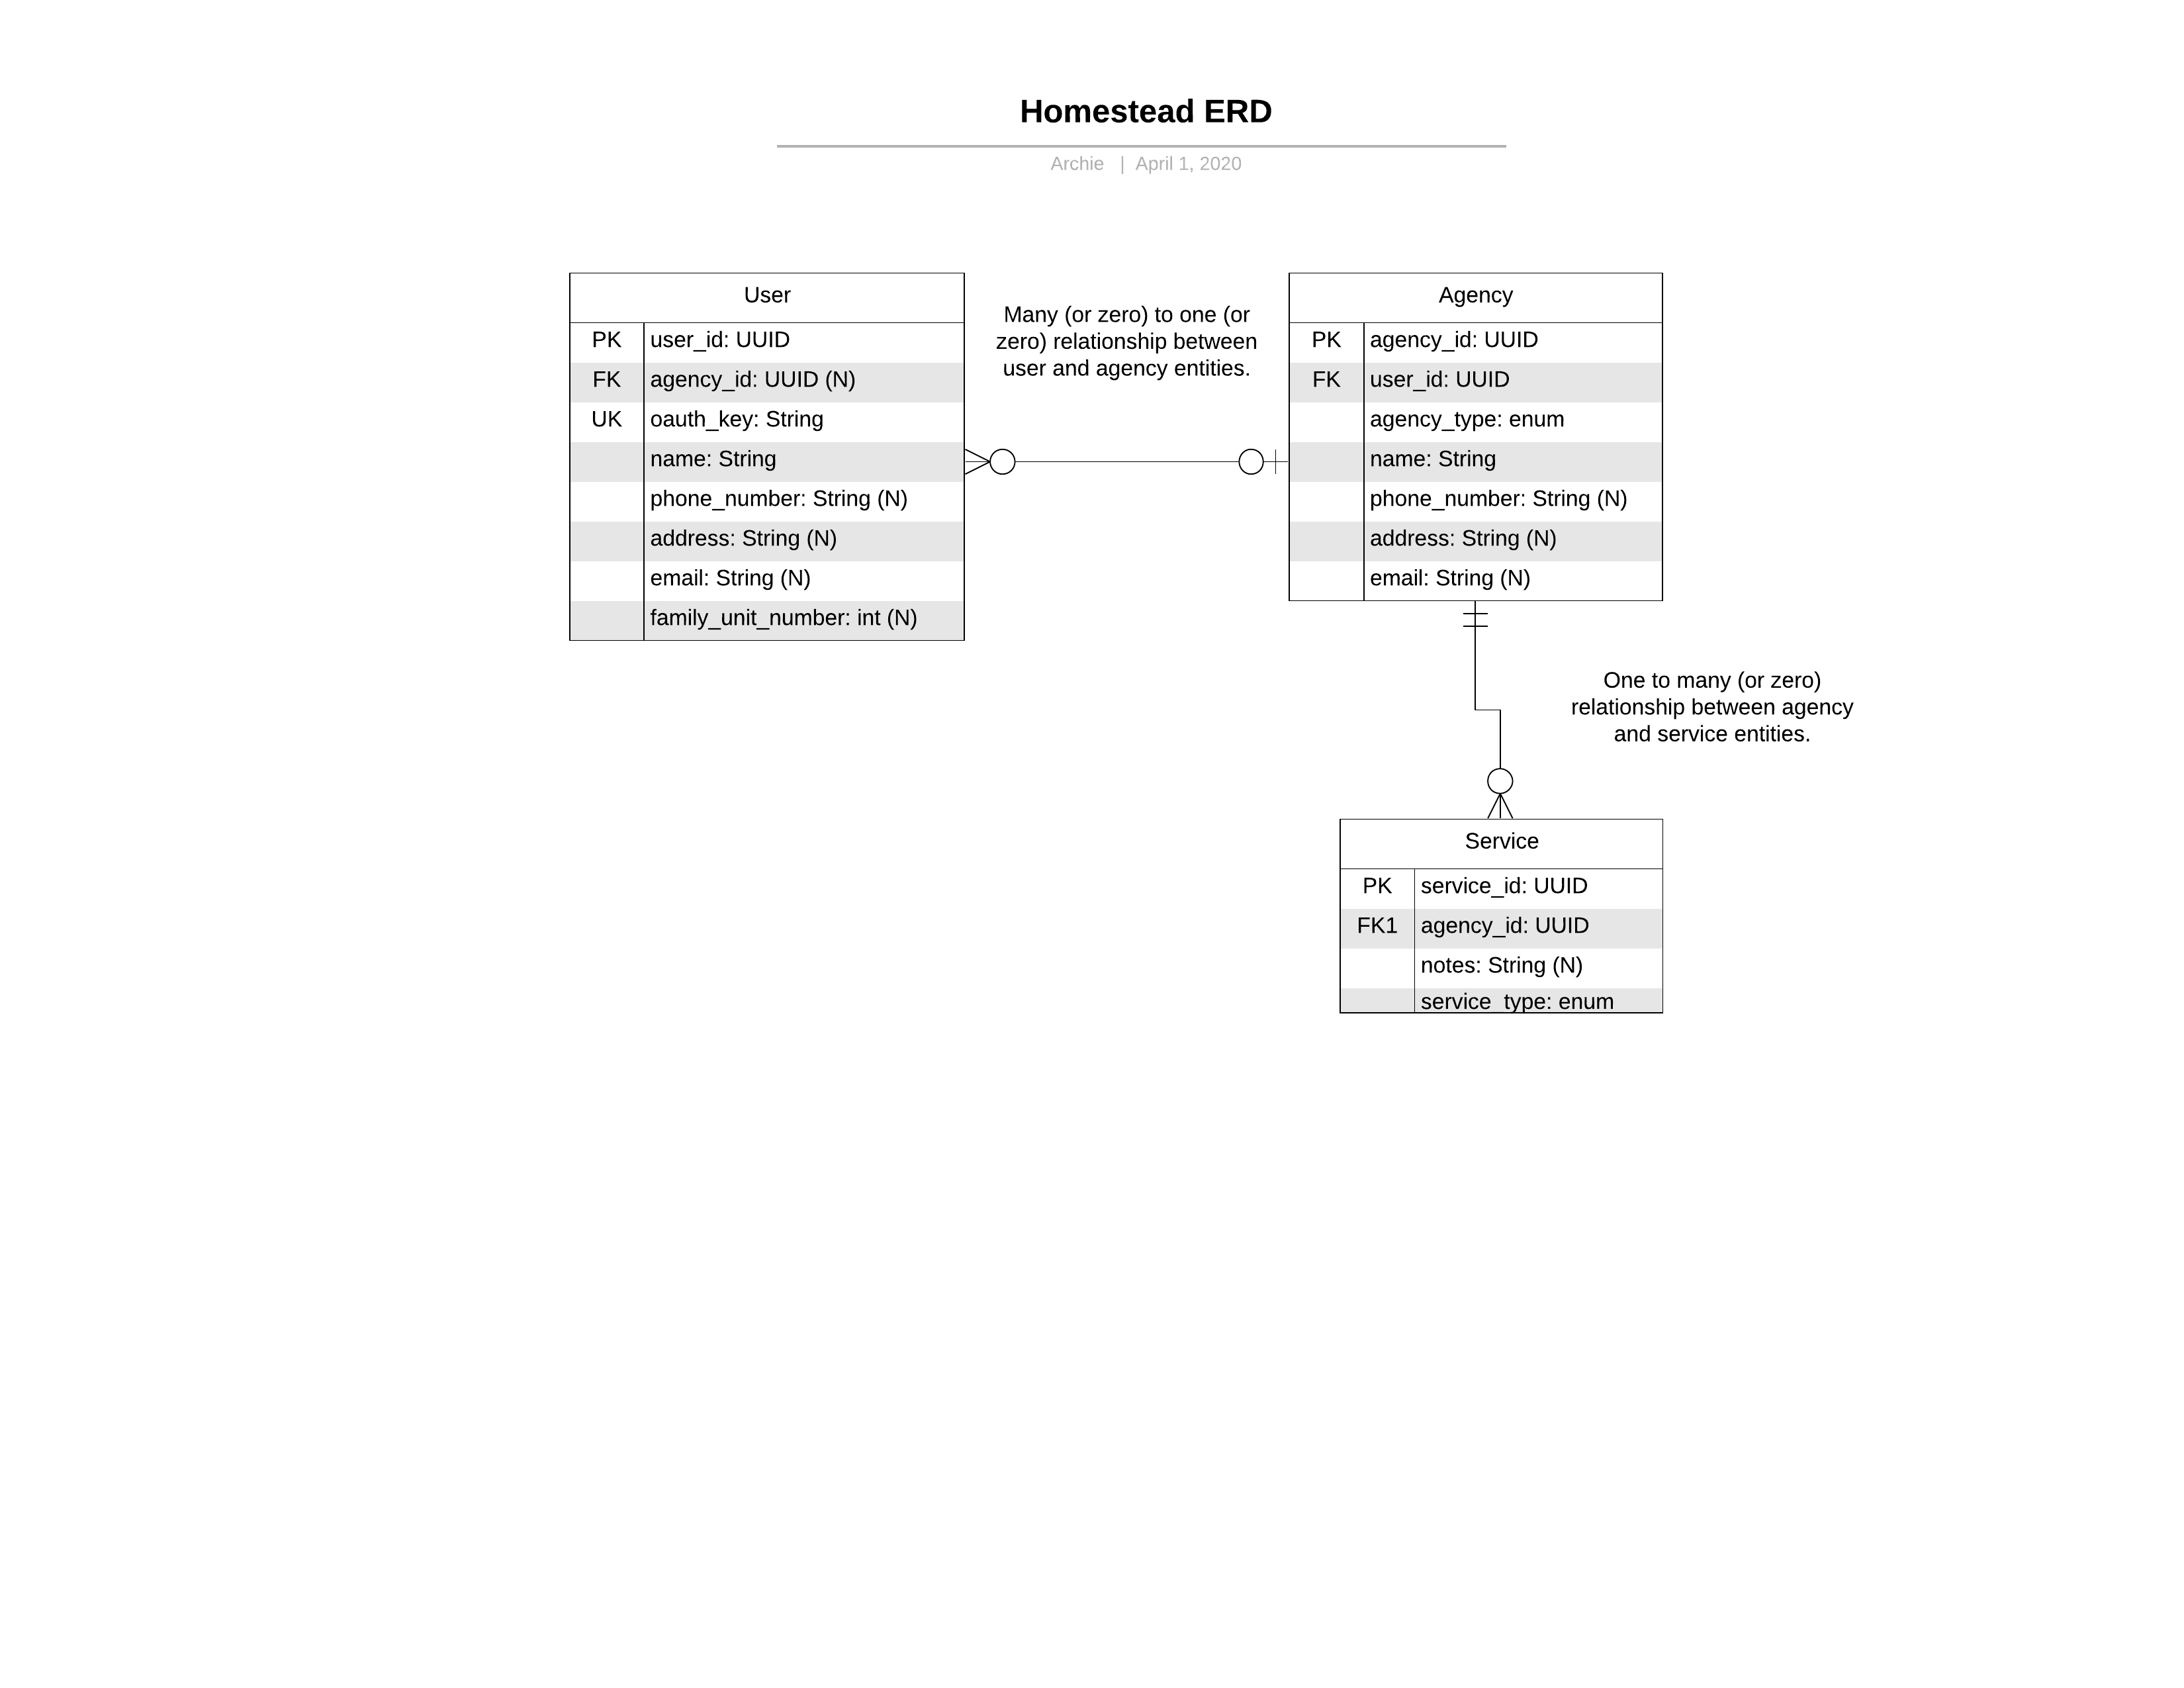 Homestead ERD
Archie | April 1, 2020
User
PK user_id: UUID
FK agency_id: UUID (N)
UK oauth_key: String
name: String
phone_number: String (N)
address: String (N)
email: String (N)
family_unit_number: int (N)
Many (or zero) to one (or
zero) relationship between
user and agency entities.
Agency
PK agency_id: UUID
FK user_id: UUID
agency_type: enum
name: String
phone_number: String (N)
address: String (N)
email: String (N)
One to many (or zero)
relationship between agency
and service entities.
Service
PK service_id: UUID
FK1 agency_id: UUID
notes: String (N)
service_type: enum